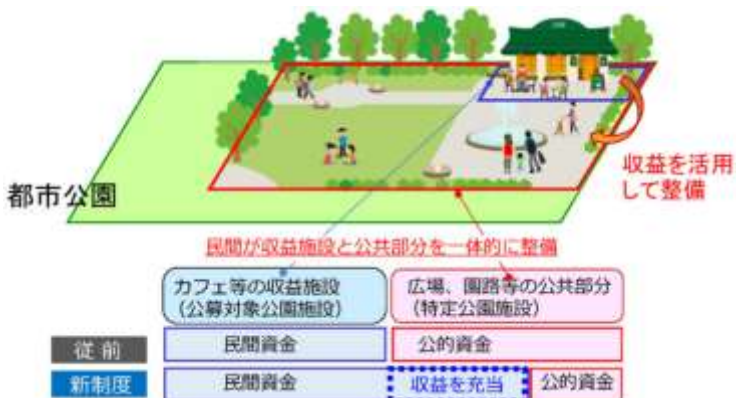 収益を活用
して整備
都市公園
民間が収益施設と公共部分を一体的に整備
カフェ等の収益施設
（公募対象公園施設）
広場、園路等の公共部分
（特定公園施設）
従前
民間資金
公的資金
新制度
民間資金
収益を充当
公的資金